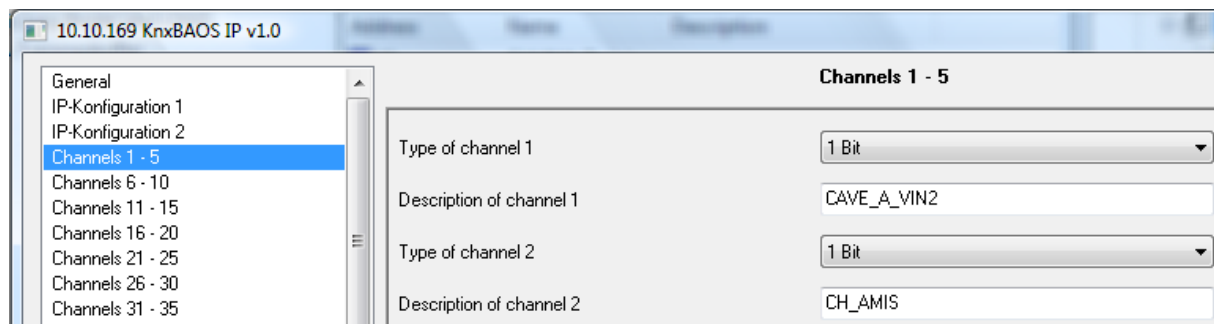 10.10.169 KnxBAOS IP v1.0
Address Name Description
General
IP-Konfiguration 1
IP-Konfiguration 2
Channels 1 - 5
Channels 6 - 10
Channels 11 - 15
Channels 16 - 20
Channels 21 - 25
Channels 26 - 30
Channels 31 - 35
Channels 1 - 5
Type of channel 1
1 Bit
Description of channel 1
CAVE_A_VIN2
Type of channel 2
1 Bit
Description of channel 2
CH_AMIS